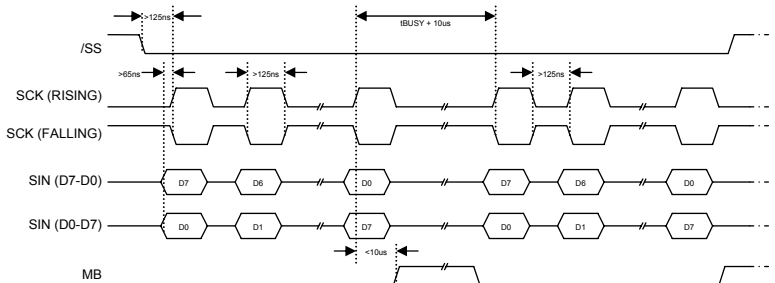 >125ns
tBUSY + 10us
/SS
>65ns
>125ns
>125ns
SCK (RISING)
SCK (FALLING)
SIN (D7-D0)
D7
D6
D0
D7
D6
D0
SIN (D0-D7)
D0
D1
D7
D0
D1
D7
<10us
MB